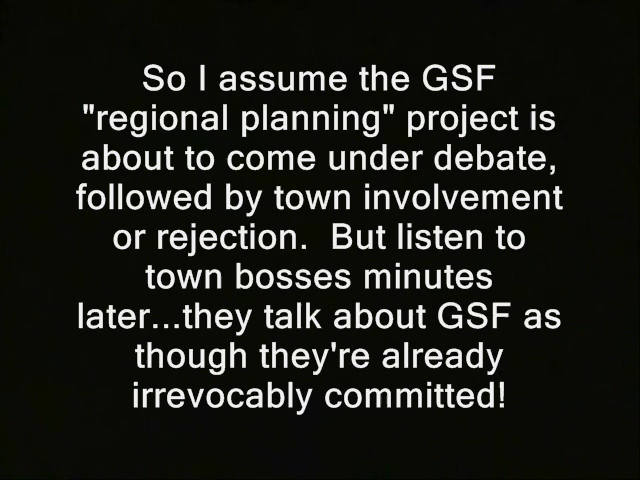 So I assume the GSF
"regional planning" project is
about to come under debate,
followed by town involvement
or rejection.  But listen to
town bosses minutes
later...they talk about GSF as
though they're already
irrevocably committed!